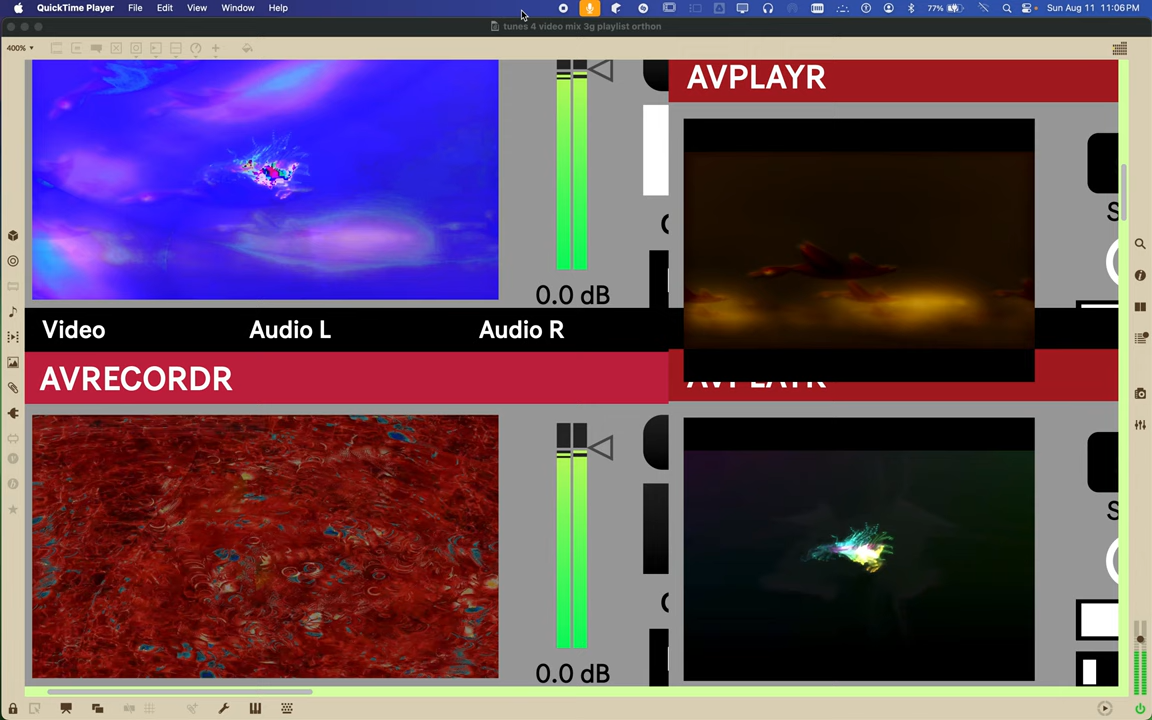 QuickTime Player File Edit View Window Help 77% Sun Aug 11 11:06 PM
tunes 4 video mix 3g playlist orthon
400%
AVPLAYR
0.0 dB
Video Audio L Audio R
AVRECORDR
AVPLAYR
0.0 dB